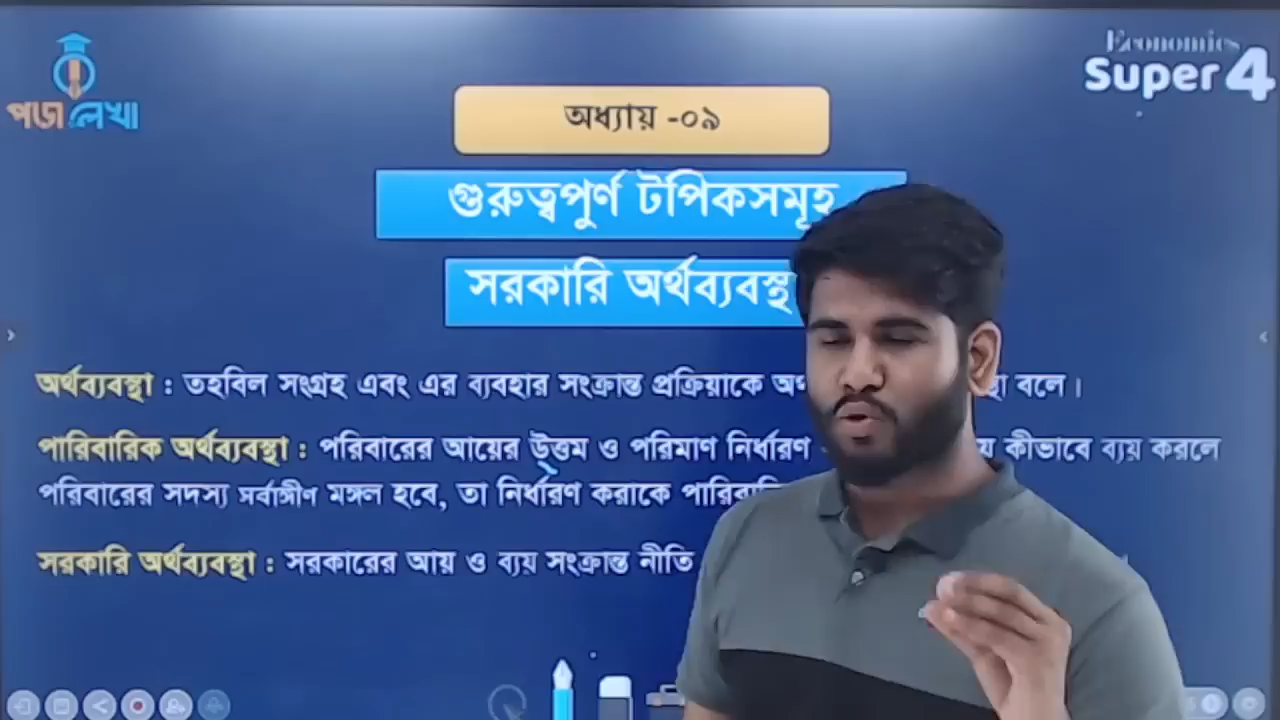 পড়ালেখা
Economics
Super 4
অধ্যায় -০৯
গুরুত্বপুর্ণ টপিকসমূহ
সরকারি অর্থব্যবস্থ
অর্থব্যবস্থা : তহবিল সংগ্রহ এবং এর ব্যবহার সংক্রান্ত প্রক্রিয়াকে বলে।
পারিবারিক অর্থব্যবস্থা : পরিবারের আয়ের উত্তম ও পরিমাণ নির্ধারণ কীভাবে ব্যয় করলে
পরিবারের সদস্য সর্বাঙ্গীণ মঙ্গল হবে, তা নির্ধারণ করাকে
সরকারি অর্থব্যবস্থা : সরকারের আয় ও ব্যয় সংক্রান্ত নীতি